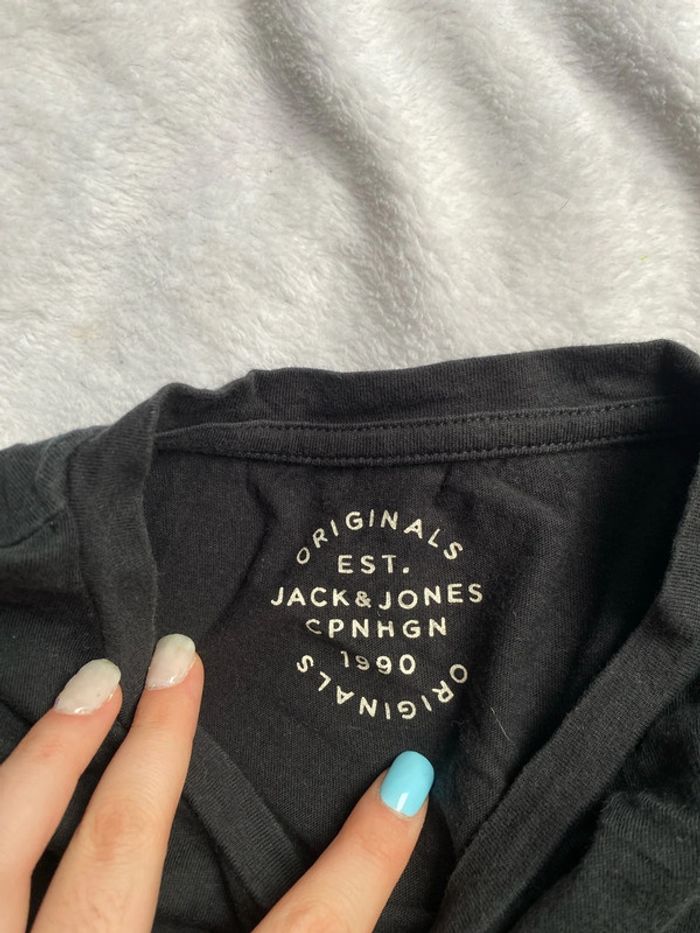 ORIGINALS
EST.
JACK&JONES
CPNHGN
1990
ORIGINALS